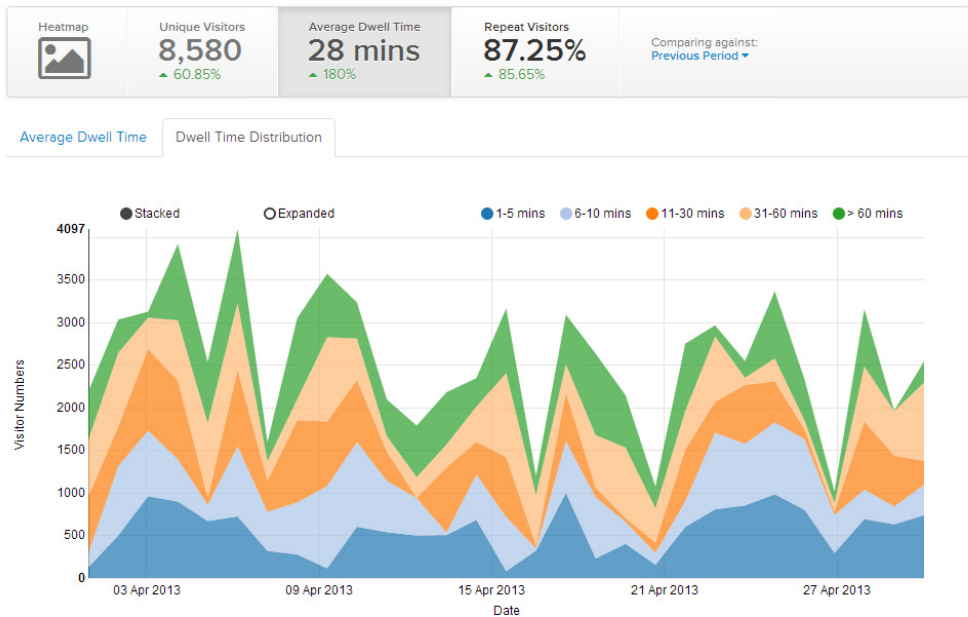 Heatmap
Unique Visitors
8,580
60.85%
Average Dwell Time
28 mins
180%
Repeat Visitors
87.25%
85.65%
Comparing against:
Previous Period
Average Dwell Time
Dwell Time Distribution
Stacked Expanded 1-5 mins 6-10 mins 11-30 mins 31-60 mins > 60 mins
4097
3500
3000
2500
2000
1500
1000
500
0
Visitor Numbers
03 Apr 2013 09 Apr 2013 15 Apr 2013 21 Apr 2013 27 Apr 2013
Date